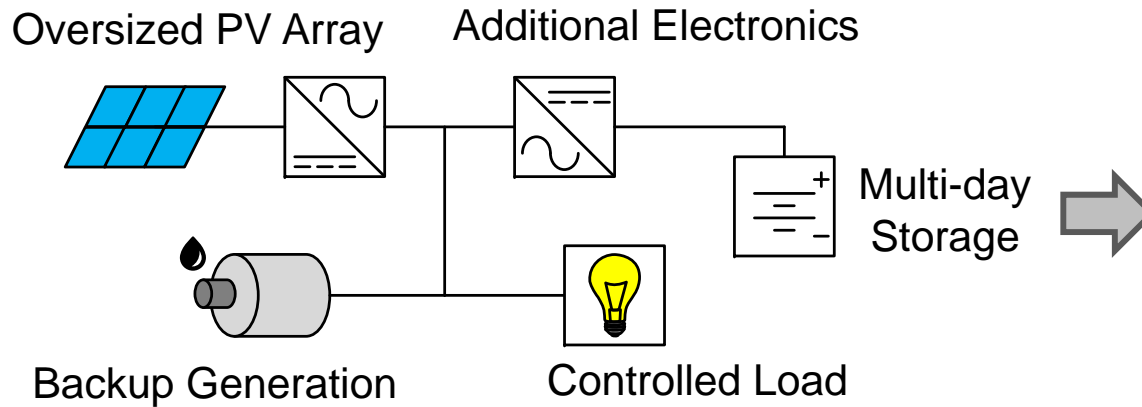 Oversized PV Array
Additional Electronics
Multi-day
Storage
Backup Generation
Controlled Load